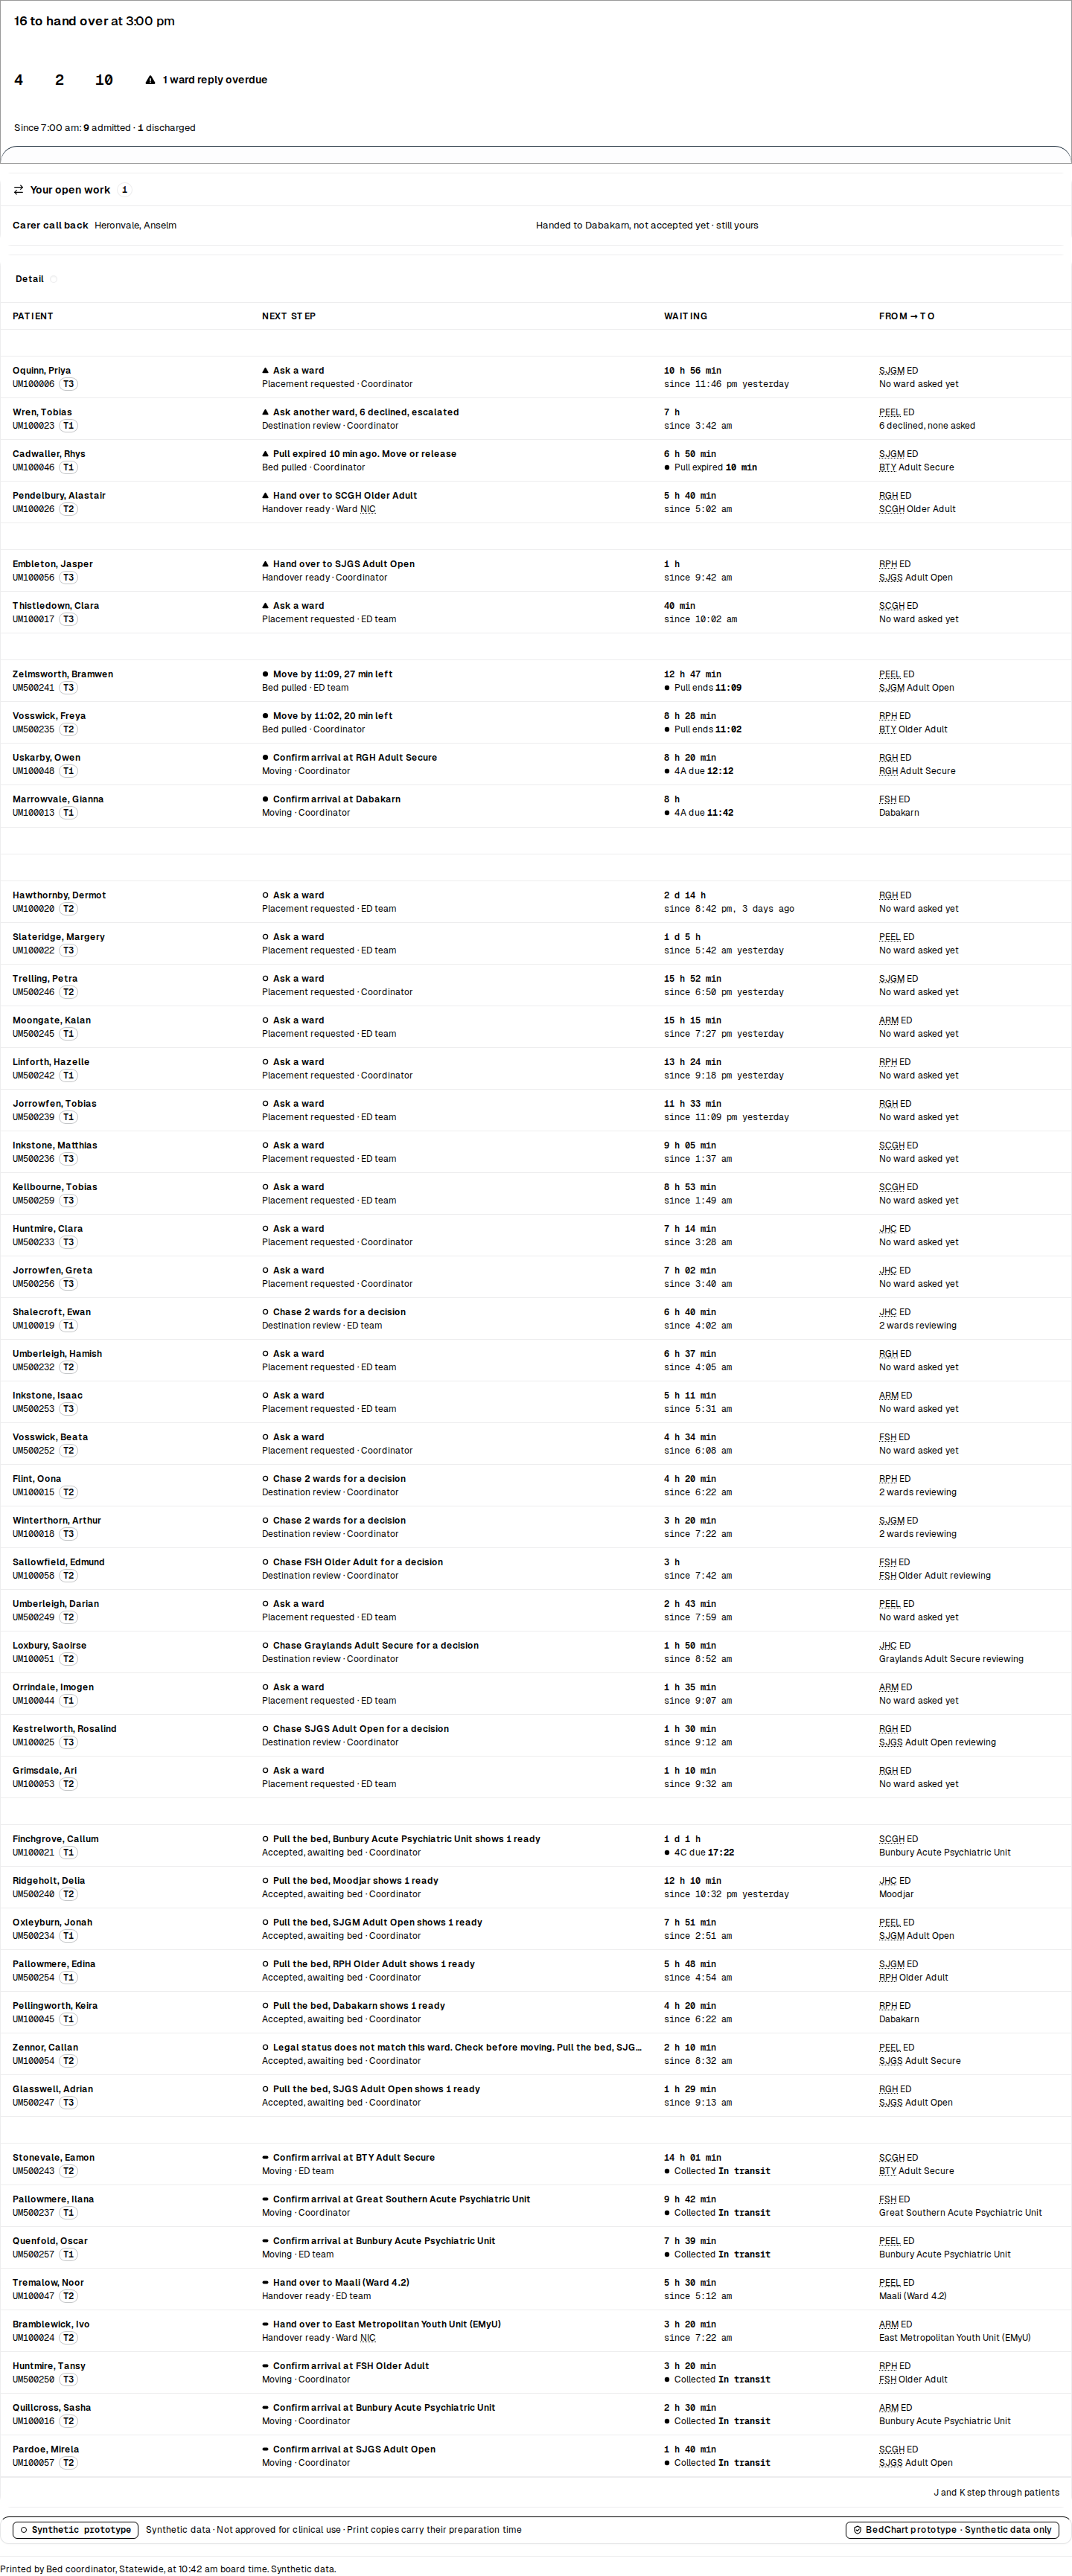 16 to hand over at 3:00 pm
4 2 10 1 ward reply overdue
Since 7:00 am: 9 admitted · 1 discharged
Your open work 1
Carer call back Heronvale, Anselm Handed to Dabakarn, not accepted yet · still yours
Detail
PATIENT NEXT STEP WAITING FROM → TO
Oquinn, Priya Ask a ward 10 h 56 min SJGM ED
UM100006 T3 Placement requested · Coordinator since 11:46 pm yesterday No ward asked yet
Wren, Tobias Ask another ward, 6 declined, escalated 7 h PEEL ED
UM100023 T1 Destination review · Coordinator since 3:42 am 6 declined, none asked
Cadwaller, Rhys Pull expired 10 min ago. Move or release 6 h 50 min SJGM ED
UM100046 T1 Bed pulled · Coordinator Pull expired 10 min BTY Adult Secure
Pendelbury, Alastair Hand over to SCGH Older Adult 5 h 40 min RGH ED
UM100026 T2 Handover ready · Ward NIC since 5:02 am SCGH Older Adult
Embleton, Jasper Hand over to SJGS Adult Open 1 h RPH ED
UM100056 T3 Handover ready · Coordinator since 9:42 am SJGS Adult Open
Thistledown, Clara Ask a ward 40 min SCGH ED
UM100017 T3 Placement requested · ED team since 10:02 am No ward asked yet
Zelmsworth, Bramwen Move by 11:09, 27 min left 12 h 47 min PEEL ED
UM500241 T3 Bed pulled · ED team Pull ends 11:09 SJGM Adult Open
Vosswick, Freya Move by 11:02, 20 min left 8 h 28 min RPH ED
UM500235 T2 Bed pulled · Coordinator Pull ends 11:02 BTY Older Adult
Uskarby, Owen Confirm arrival at RGH Adult Secure 8 h 20 min RGH ED
UM100048 T1 Moving · Coordinator 4A due 12:12 RGH Adult Secure
Marrowvale, Gianna Confirm arrival at Dabakarn 8 h FSH ED
UM100013 T1 Moving · Coordinator 4A due 11:42 Dabakarn
Hawthornby, Dermot Ask a ward 2 d 14 h RGH ED
UM100020 T2 Placement requested · ED team since 8:42 pm, 3 days ago No ward asked yet
Slateridge, Margery Ask a ward 1 d 5 h PEEL ED
UM100022 T3 Placement requested · ED team since 5:42 am yesterday No ward asked yet
Trelling, Petra Ask a ward 15 h 52 min SJGM ED
UM500246 T2 Placement requested · Coordinator since 6:50 pm yesterday No ward asked yet
Moongate, Kalan Ask a ward 15 h 15 min ARM ED
UM500245 T1 Placement requested · ED team since 7:27 pm yesterday No ward asked yet
Linforth, Hazelle Ask a ward 13 h 24 min RPH ED
UM500242 T1 Placement requested · Coordinator since 9:18 pm yesterday No ward asked yet
Jorrowfen, Tobias Ask a ward 11 h 33 min RGH ED
UM500239 T1 Placement requested · ED team since 11:09 pm yesterday No ward asked yet
Inkstone, Matthias Ask a ward 9 h 05 min SCGH ED
UM500236 T3 Placement requested · ED team since 1:37 am No ward asked yet
Kellbourne, Tobias Ask a ward 8 h 53 min SCGH ED
UM500259 T3 Placement requested · ED team since 1:49 am No ward asked yet
Huntmire, Clara Ask a ward 7 h 14 min JHC ED
UM500233 T3 Placement requested · Coordinator since 3:28 am No ward asked yet
Jorrowfen, Greta Ask a ward 7 h 02 min JHC ED
UM500256 T3 Placement requested · Coordinator since 3:40 am No ward asked yet
Shalecroft, Ewan Chase 2 wards for a decision 6 h 40 min JHC ED
UM100019 T1 Destination review · ED team since 4:02 am 2 wards reviewing
Umberleigh, Hamish Ask a ward 6 h 37 min RGH ED
UM500232 T2 Placement requested · ED team since 4:05 am No ward asked yet
Inkstone, Isaac Ask a ward 5 h 11 min ARM ED
UM500253 T3 Placement requested · ED team since 5:31 am No ward asked yet
Vosswick, Beata Ask a ward 4 h 34 min FSH ED
UM500252 T2 Placement requested · Coordinator since 6:08 am No ward asked yet
Flint, Oona Chase 2 wards for a decision 4 h 20 min RPH ED
UM100015 T2 Destination review · Coordinator since 6:22 am 2 wards reviewing
Winterthorn, Arthur Chase 2 wards for a decision 3 h 20 min SJGM ED
UM100018 T3 Destination review · Coordinator since 7:22 am 2 wards reviewing
Sallowfield, Edmund Chase FSH Older Adult for a decision 3 h FSH ED
UM100058 T2 Destination review · Coordinator since 7:42 am FSH Older Adult reviewing
Umberleigh, Darian Ask a ward 2 h 43 min PEEL ED
UM500249 T2 Placement requested · ED team since 7:59 am No ward asked yet
Loxbury, Saoirse Chase Graylands Adult Secure for a decision 1 h 50 min JHC ED
UM100051 T2 Destination review · Coordinator since 8:52 am Graylands Adult Secure reviewing
Orrindale, Imogen Ask a ward 1 h 35 min ARM ED
UM100044 T1 Placement requested · ED team since 9:07 am No ward asked yet
Kestrelworth, Rosalind Chase SJGS Adult Open for a decision 1 h 30 min RGH ED
UM100025 T3 Destination review · Coordinator since 9:12 am SJGS Adult Open reviewing
Grimsdale, Ari Ask a ward 1 h 10 min RGH ED
UM100053 T2 Placement requested · ED team since 9:32 am No ward asked yet
Finchgrove, Callum Pull the bed, Bunbury Acute Psychiatric Unit shows 1 ready 1 d 1 h SCGH ED
UM100021 T1 Accepted, awaiting bed · Coordinator 4C due 17:22 Bunbury Acute Psychiatric Unit
Ridgeholt, Delia Pull the bed, Moodjar shows 1 ready 12 h 10 min JHC ED
UM500240 T2 Accepted, awaiting bed · Coordinator since 10:32 pm yesterday Moodjar
Oxleyburn, Jonah Pull the bed, SJGM Adult Open shows 1 ready 7 h 51 min PEEL ED
UM500234 T1 Accepted, awaiting bed · Coordinator since 2:51 am SJGM Adult Open
Pallowmere, Edina Pull the bed, RPH Older Adult shows 1 ready 5 h 48 min SJGM ED
UM500254 T1 Accepted, awaiting bed · Coordinator since 4:54 am RPH Older Adult
Pellingworth, Keira Pull the bed, Dabakarn shows 1 ready 4 h 20 min RPH ED
UM100045 T1 Accepted, awaiting bed · Coordinator since 6:22 am Dabakarn
Zennor, Callan Legal status does not match this ward. Check before moving. Pull the bed, SJG… 2 h 10 min PEEL ED
UM100054 T2 Accepted, awaiting bed · Coordinator since 8:32 am SJGS Adult Secure
Glasswell, Adrian Pull the bed, SJGS Adult Open shows 1 ready 1 h 29 min RGH ED
UM500247 T3 Accepted, awaiting bed · Coordinator since 9:13 am SJGS Adult Open
Stonevale, Eamon Confirm arrival at BTY Adult Secure 14 h 01 min SCGH ED
UM500243 T2 Moving · ED team Collected In transit BTY Adult Secure
Pallowmere, Ilana Confirm arrival at Great Southern Acute Psychiatric Unit 9 h 42 min FSH ED
UM500237 T1 Moving · Coordinator Collected In transit Great Southern Acute Psychiatric Unit
Quenfold, Oscar Confirm arrival at Bunbury Acute Psychiatric Unit 7 h 39 min PEEL ED
UM500257 T1 Moving · ED team Collected In transit Bunbury Acute Psychiatric Unit
Tremalow, Noor Hand over to Maali (Ward 4.2) 5 h 30 min PEEL ED
UM100047 T2 Handover ready · ED team since 5:12 am Maali (Ward 4.2)
Bramblewick, Ivo Hand over to East Metropolitan Youth Unit (EMyU) 3 h 20 min ARM ED
UM100024 T2 Handover ready · Ward NIC since 7:22 am East Metropolitan Youth Unit (EMyU)
Huntmire, Tansy Confirm arrival at FSH Older Adult 3 h 20 min RPH ED
UM500250 T3 Moving · Coordinator Collected In transit FSH Older Adult
Quillcross, Sasha Confirm arrival at Bunbury Acute Psychiatric Unit 2 h 30 min ARM ED
UM100016 T2 Moving · Coordinator Collected In transit Bunbury Acute Psychiatric Unit
Pardoe, Mirela Confirm arrival at SJGS Adult Open 1 h 40 min SCGH ED
UM100057 T2 Moving · Coordinator Collected In transit SJGS Adult Open
J and K step through patients
Synthetic prototype Synthetic data · Not approved for clinical use · Print copies carry their preparation time BedChart prototype · Synthetic data only
Printed by Bed coordinator, Statewide, at 10:42 am board time. Synthetic data.